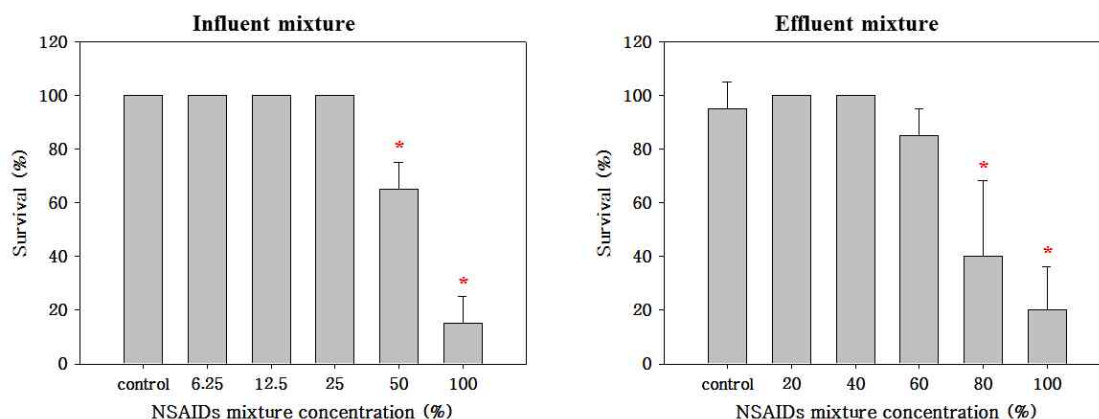 Influent mixture
120
100
80
60
40
20
0
Survival (%)
*
*
control 6.25 12.5 25 50 100
NSAIDs mixture concentration (%)
Effluent mixture
120
100
80
60
40
20
0
Survival (%)
*
*
control 20 40 60 80 100
NSAIDs mixture concentration (%)